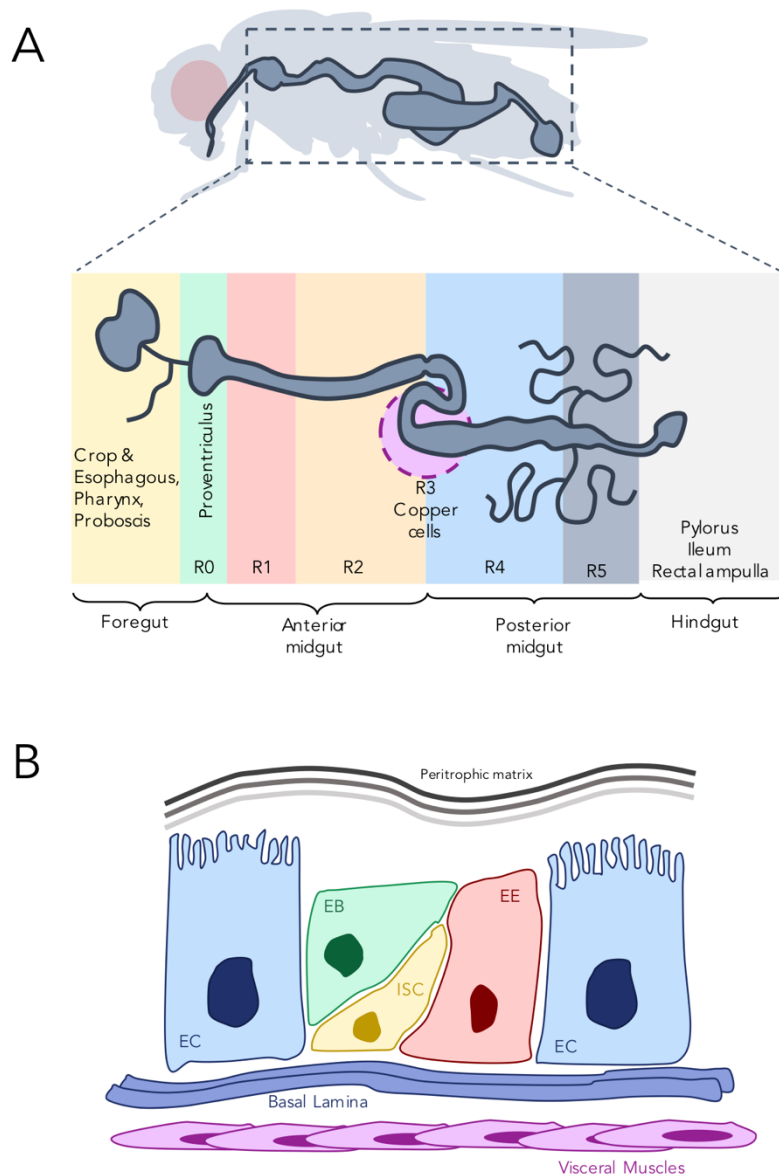 A
Crop &
Esophagous,
Pharynx,
Proboscis
Proventriculus
R3
Copper
cells
Pylorus
Ileum
Rectal ampulla
R0
R1
R2
R4
R5
Foregut
Anterior
midgut
Posterior
midgut
Hindgut
B
Peritrophic matrix
EB
EE
ISC
EC
EC
Basal Lamina
Visceral Muscles